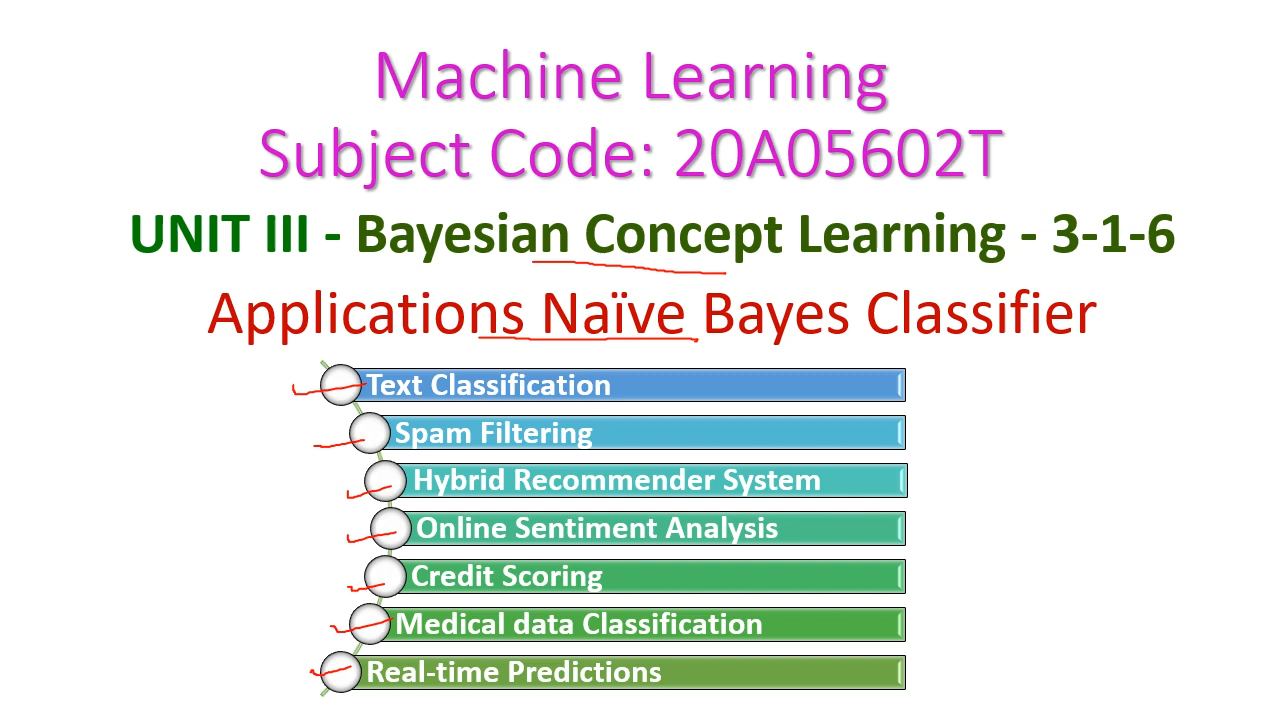 Machine Learning
Subject Code: 20A05602T
UNIT III - Bayesian Concept Learning - 3-1-6
Applications Naïve Bayes Classifier
Text Classification
Spam Filtering
Hybrid Recommender System
Online Sentiment Analysis
Credit Scoring
Medical data Classification
Real-time Predictions